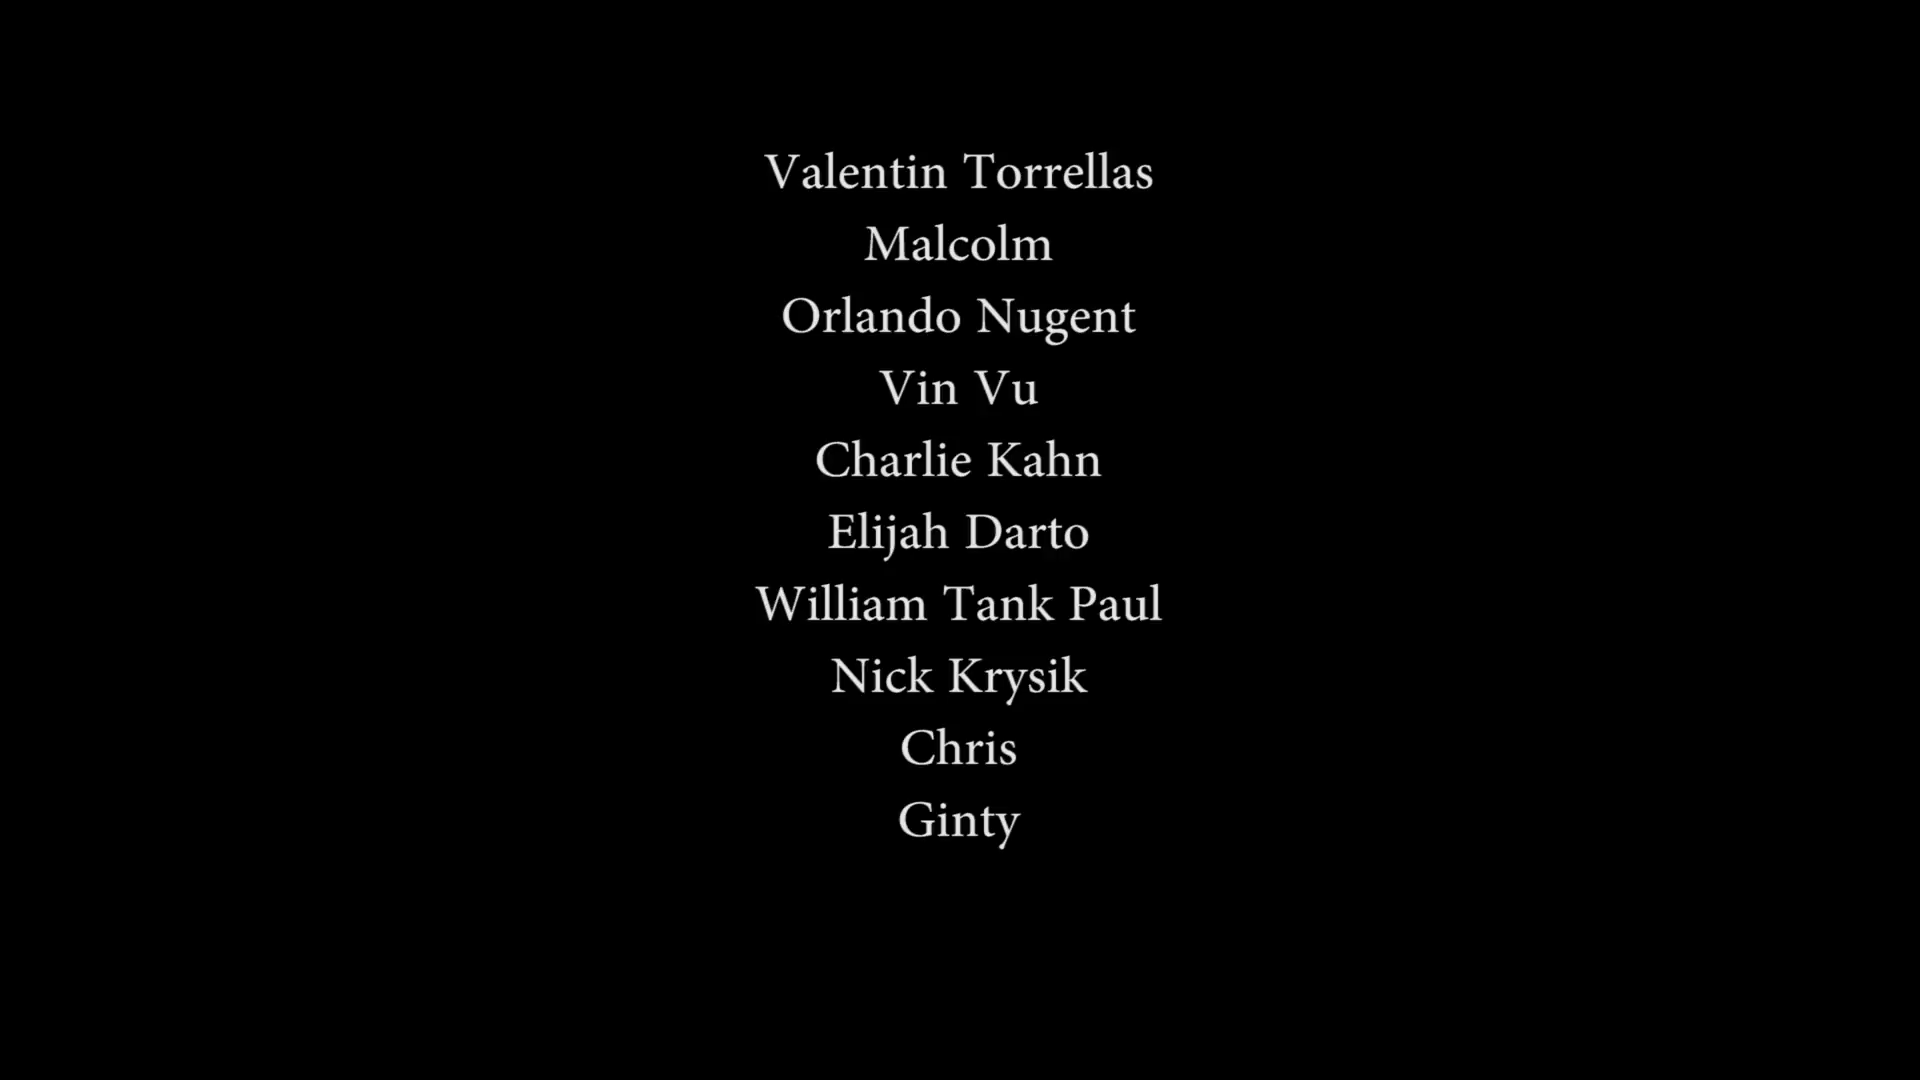 Valentin Torrellas
Malcolm
Orlando Nugent
Vin Vu
Charlie Kahn
Elijah Darto
William Tank Paul
Nick Krysik
Chris
Ginty